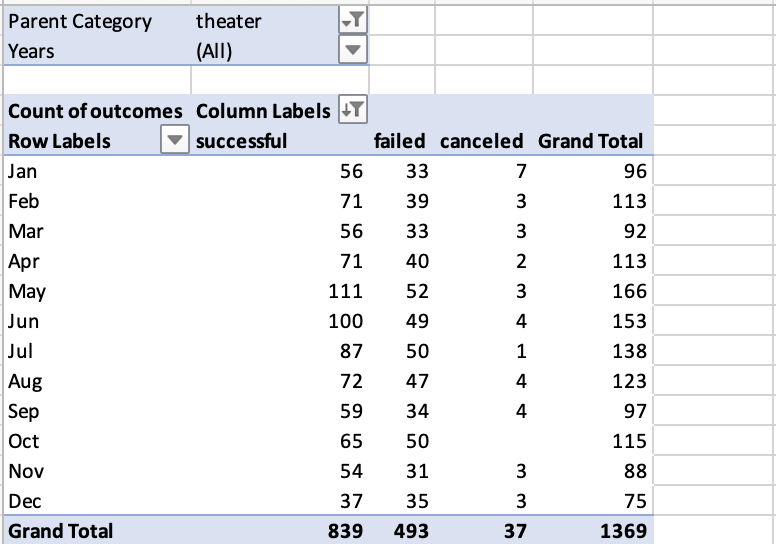 Parent Category theater
Years (All)
Count of outcomes Column Labels
Row Labels successful failed canceled Grand Total
Jan 56 33 7 96
Feb 71 39 3 113
Mar 56 33 3 92
Apr 71 40 2 113
May 111 52 3 166
Jun 100 49 4 153
Jul 87 50 1 138
Aug 72 47 4 123
Sep 59 34 4 97
Oct 65 50 115
Nov 54 31 3 88
Dec 37 35 3 75
Grand Total 839 493 37 1369